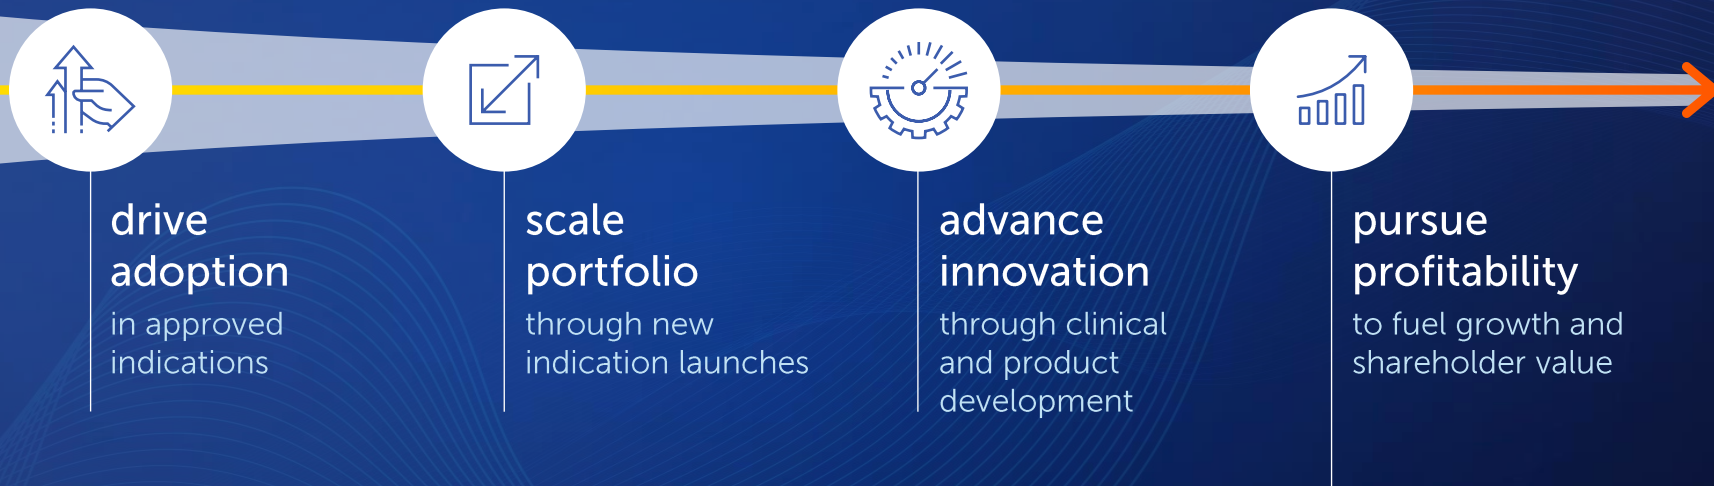 drive
adoption
in approved
indications
scale
portfolio
through new
indication launches
advance
innovation
through clinical
and product
development
pursue
profitability
to fuel growth and
shareholder value